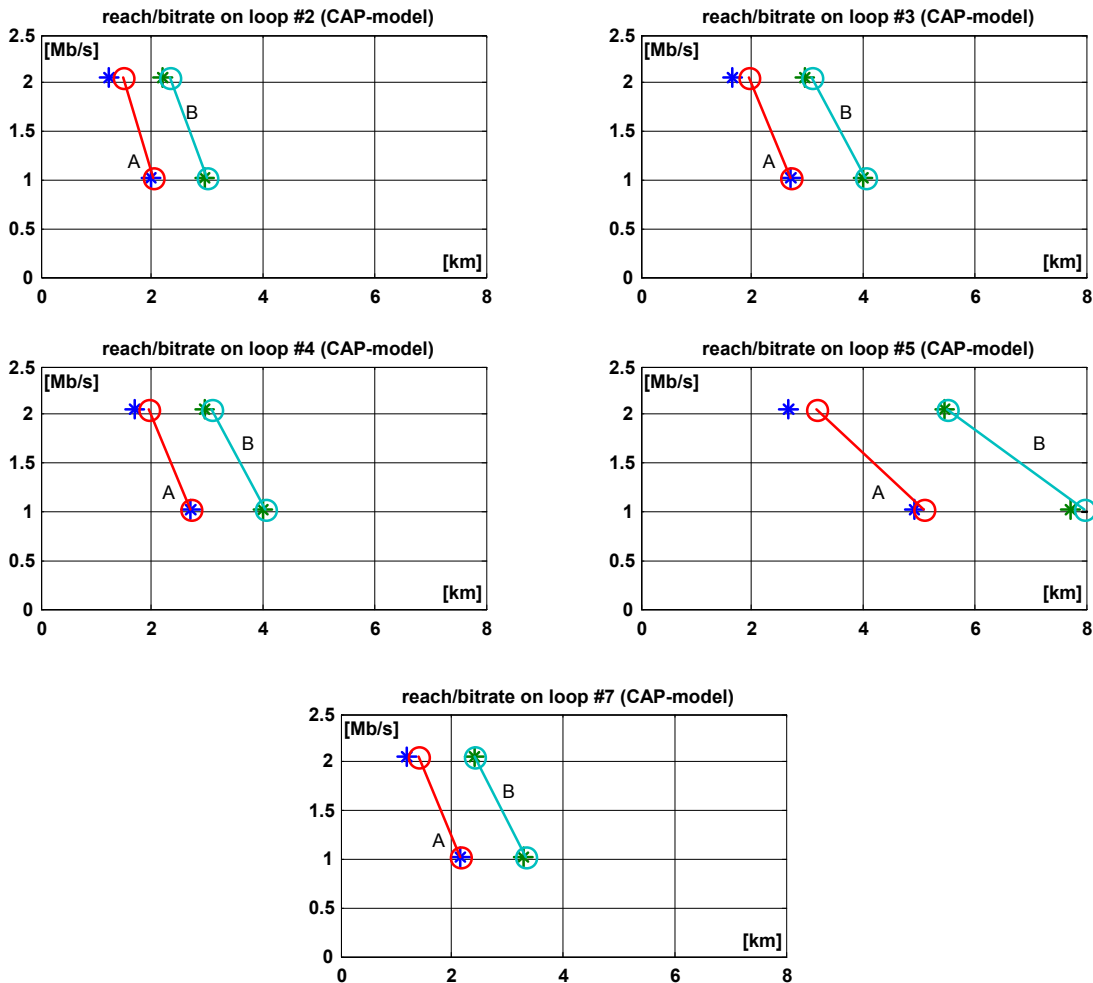 reach/bitrate on loop #2 (CAP-model)
2.5
[Mb/s]
2
B
1.5
A
1
0.5
[km]
0
0 2 4 6 8
reach/bitrate on loop #3 (CAP-model)
2.5
[Mb/s]
2
B
1.5
A
1
0.5
[km]
0
0 2 4 6 8
reach/bitrate on loop #4 (CAP-model)
2.5
[Mb/s]
2
B
1.5
A
1
0.5
[km]
0
0 2 4 6 8
reach/bitrate on loop #5 (CAP-model)
2.5
[Mb/s]
2
B
1.5
A
1
0.5
[km]
0
0 2 4 6 8
reach/bitrate on loop #7 (CAP-model)
2.5
[Mb/s]
2
B
1.5
A
1
0.5
[km]
0
0 2 4 6 8